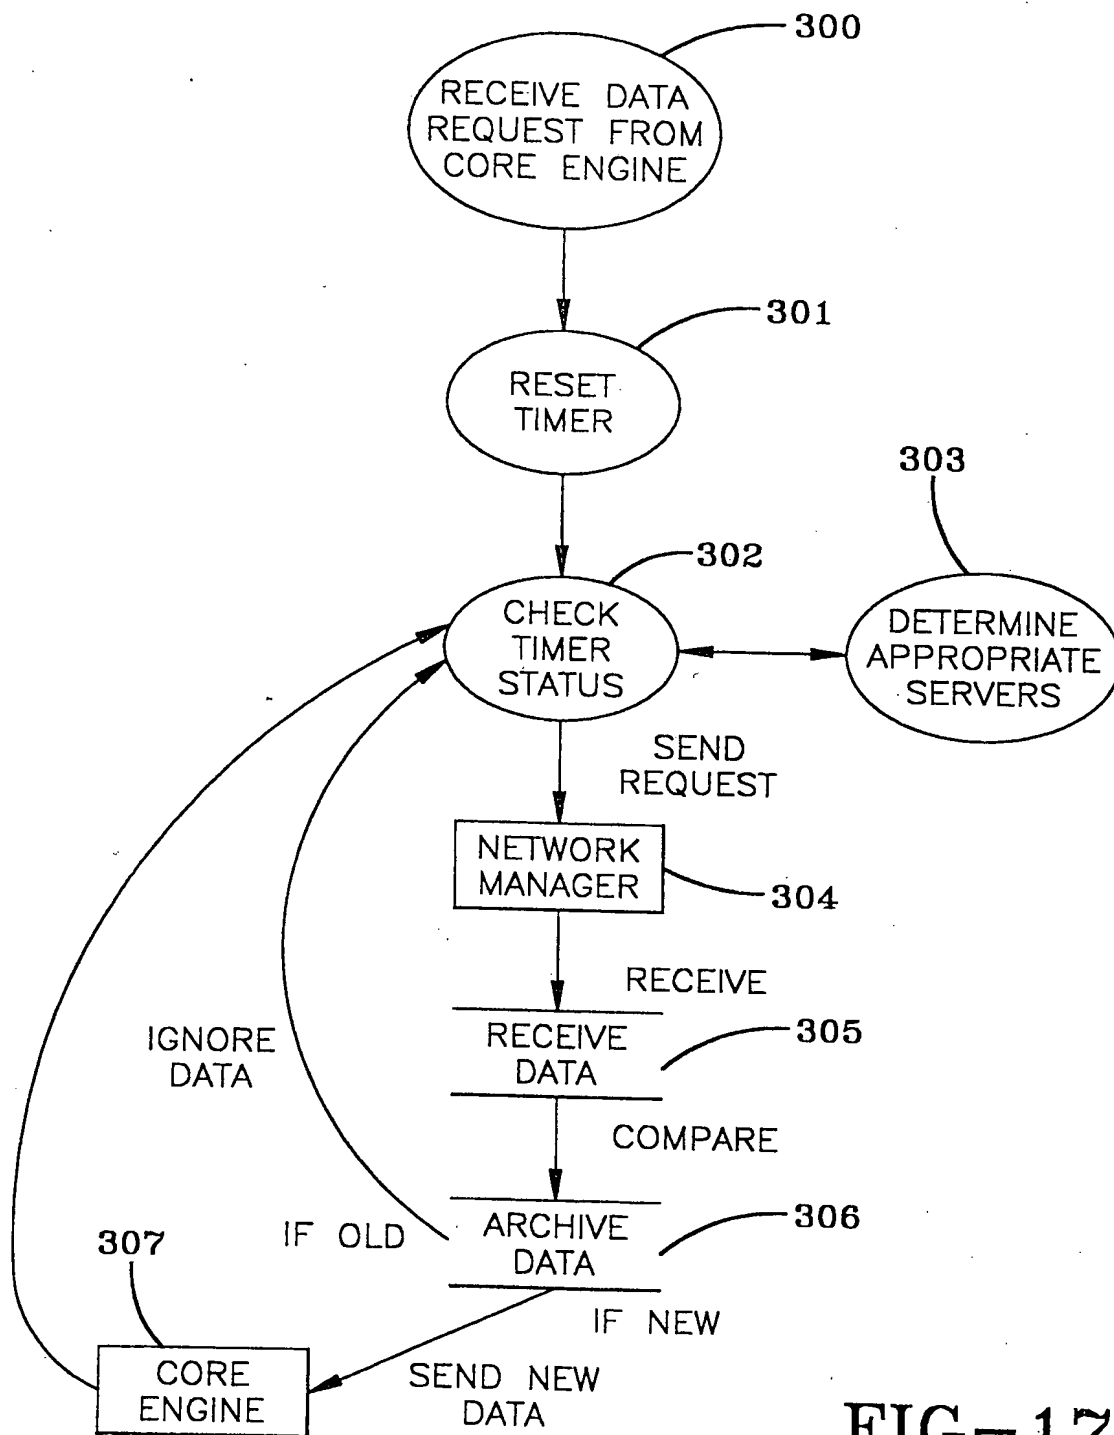 300
RECEIVE DATA
REQUEST FROM
CORE ENGINE
301
RESET
TIMER
302
CHECK
TIMER
STATUS
303
DETERMINE
APPROPRIATE
SERVERS
SEND
REQUEST
NETWORK
MANAGER
304
RECEIVE
RECEIVE
DATA
305
IGNORE
DATA
COMPARE
ARCHIVE
DATA
306
IF OLD
IF NEW
307
CORE
ENGINE
SEND NEW
DATA
FIG-17